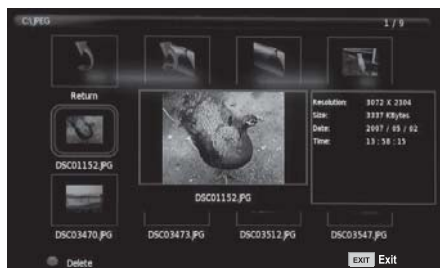 C:\JPEG
1 / 9
Return
Resolution: 3072 X 2304
Size: 3337 KBytes
Date: 2007 / 05 / 02
Time: 13 : 58 : 15
DSC01152.JPG
DSC01152.JPG
DSC03470.JPG
DSC03473.JPG
DSC03512.JPG
DSC03547.JPG
Delete
EXIT Exit